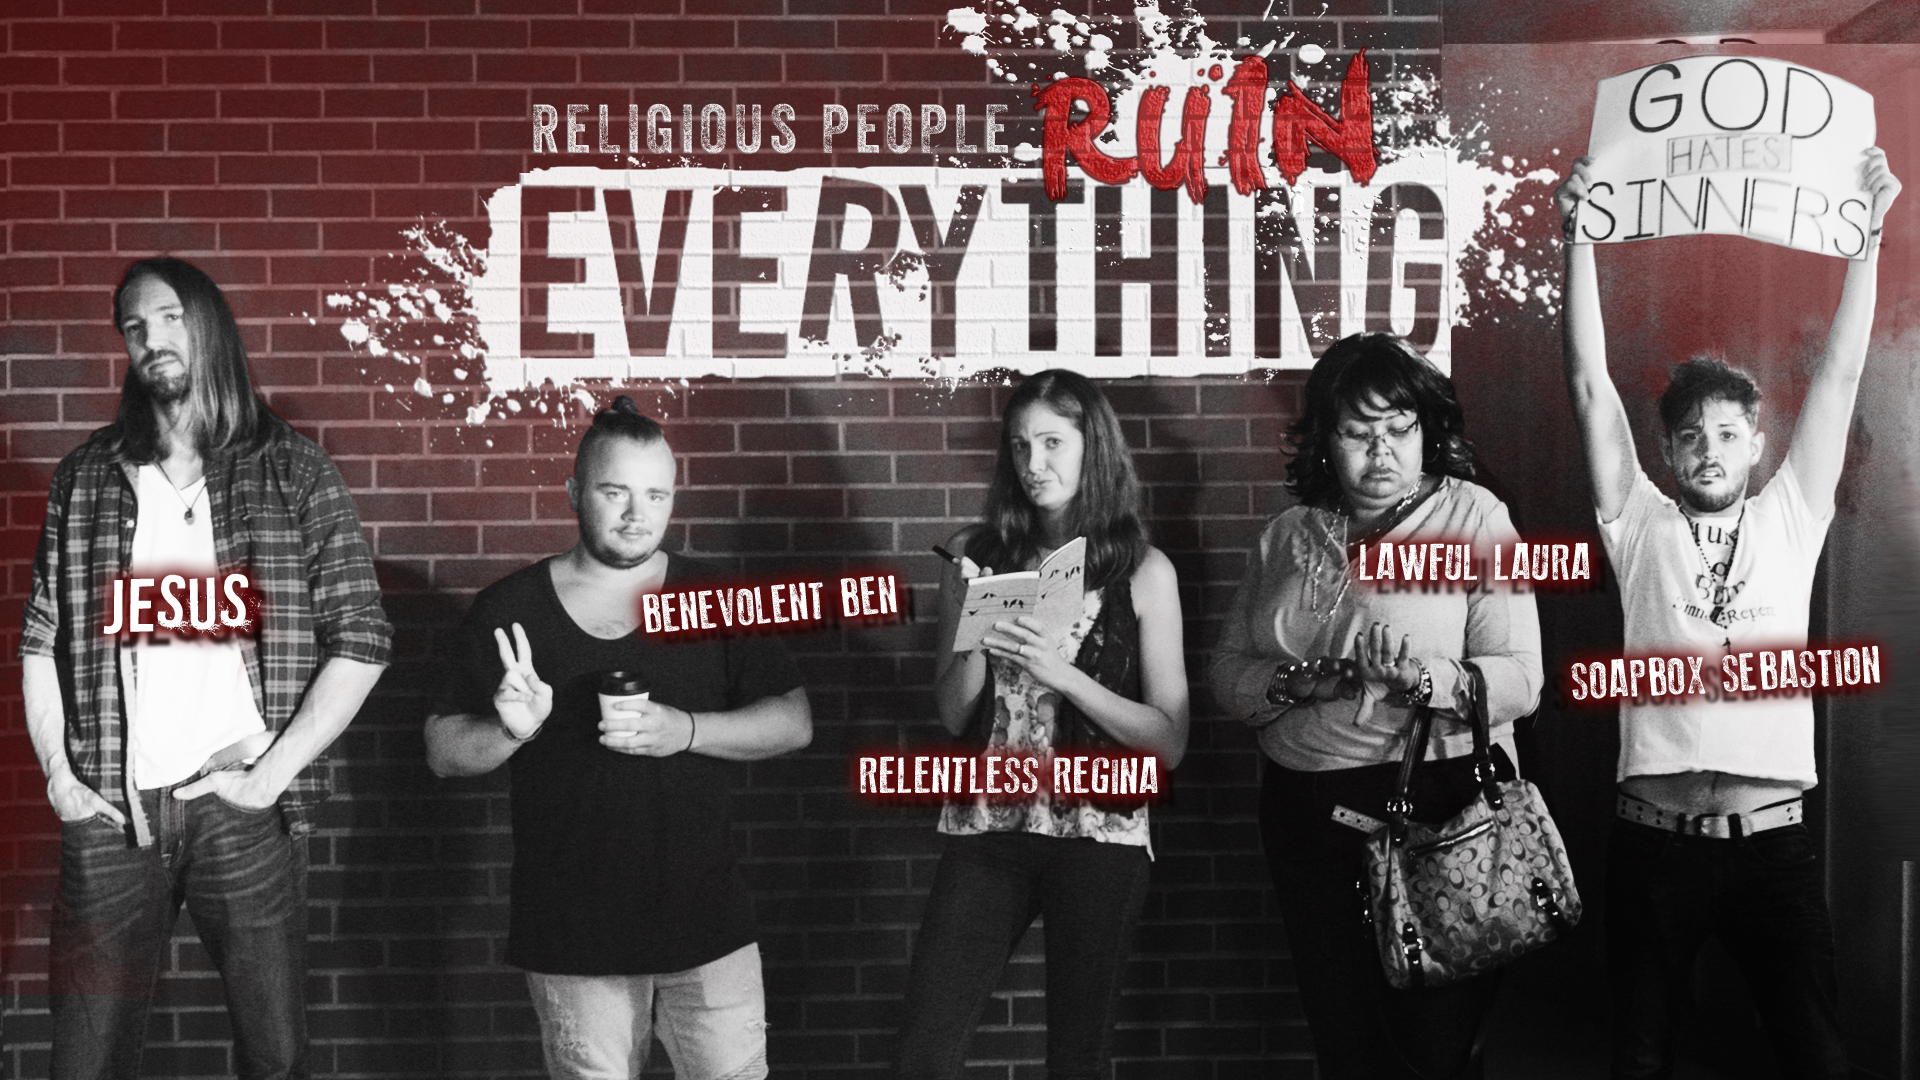 RELIGIOUS PEOPLE RUIN
EVERYTHING
GOD
HATES
SINNERS
JESUS
BENEVOLENT BEN
RELENTLESS REGINA
LAWFUL LAURA
SOAPBOX SEBASTION